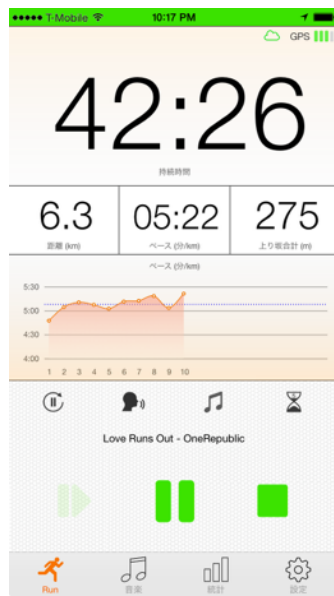 T-Mobile 10:17 PM
GPS
42:26
持続時間
6.3 05:22 275
距離 (km) ペース (分/km) 上り坂合計 (m)
ペース (分/km)
5:30
5:00
4:30
4:00
1 2 3 4 5 6 7 8 9 10
Love Runs Out - OneRepublic
Run 音楽 統計 設定